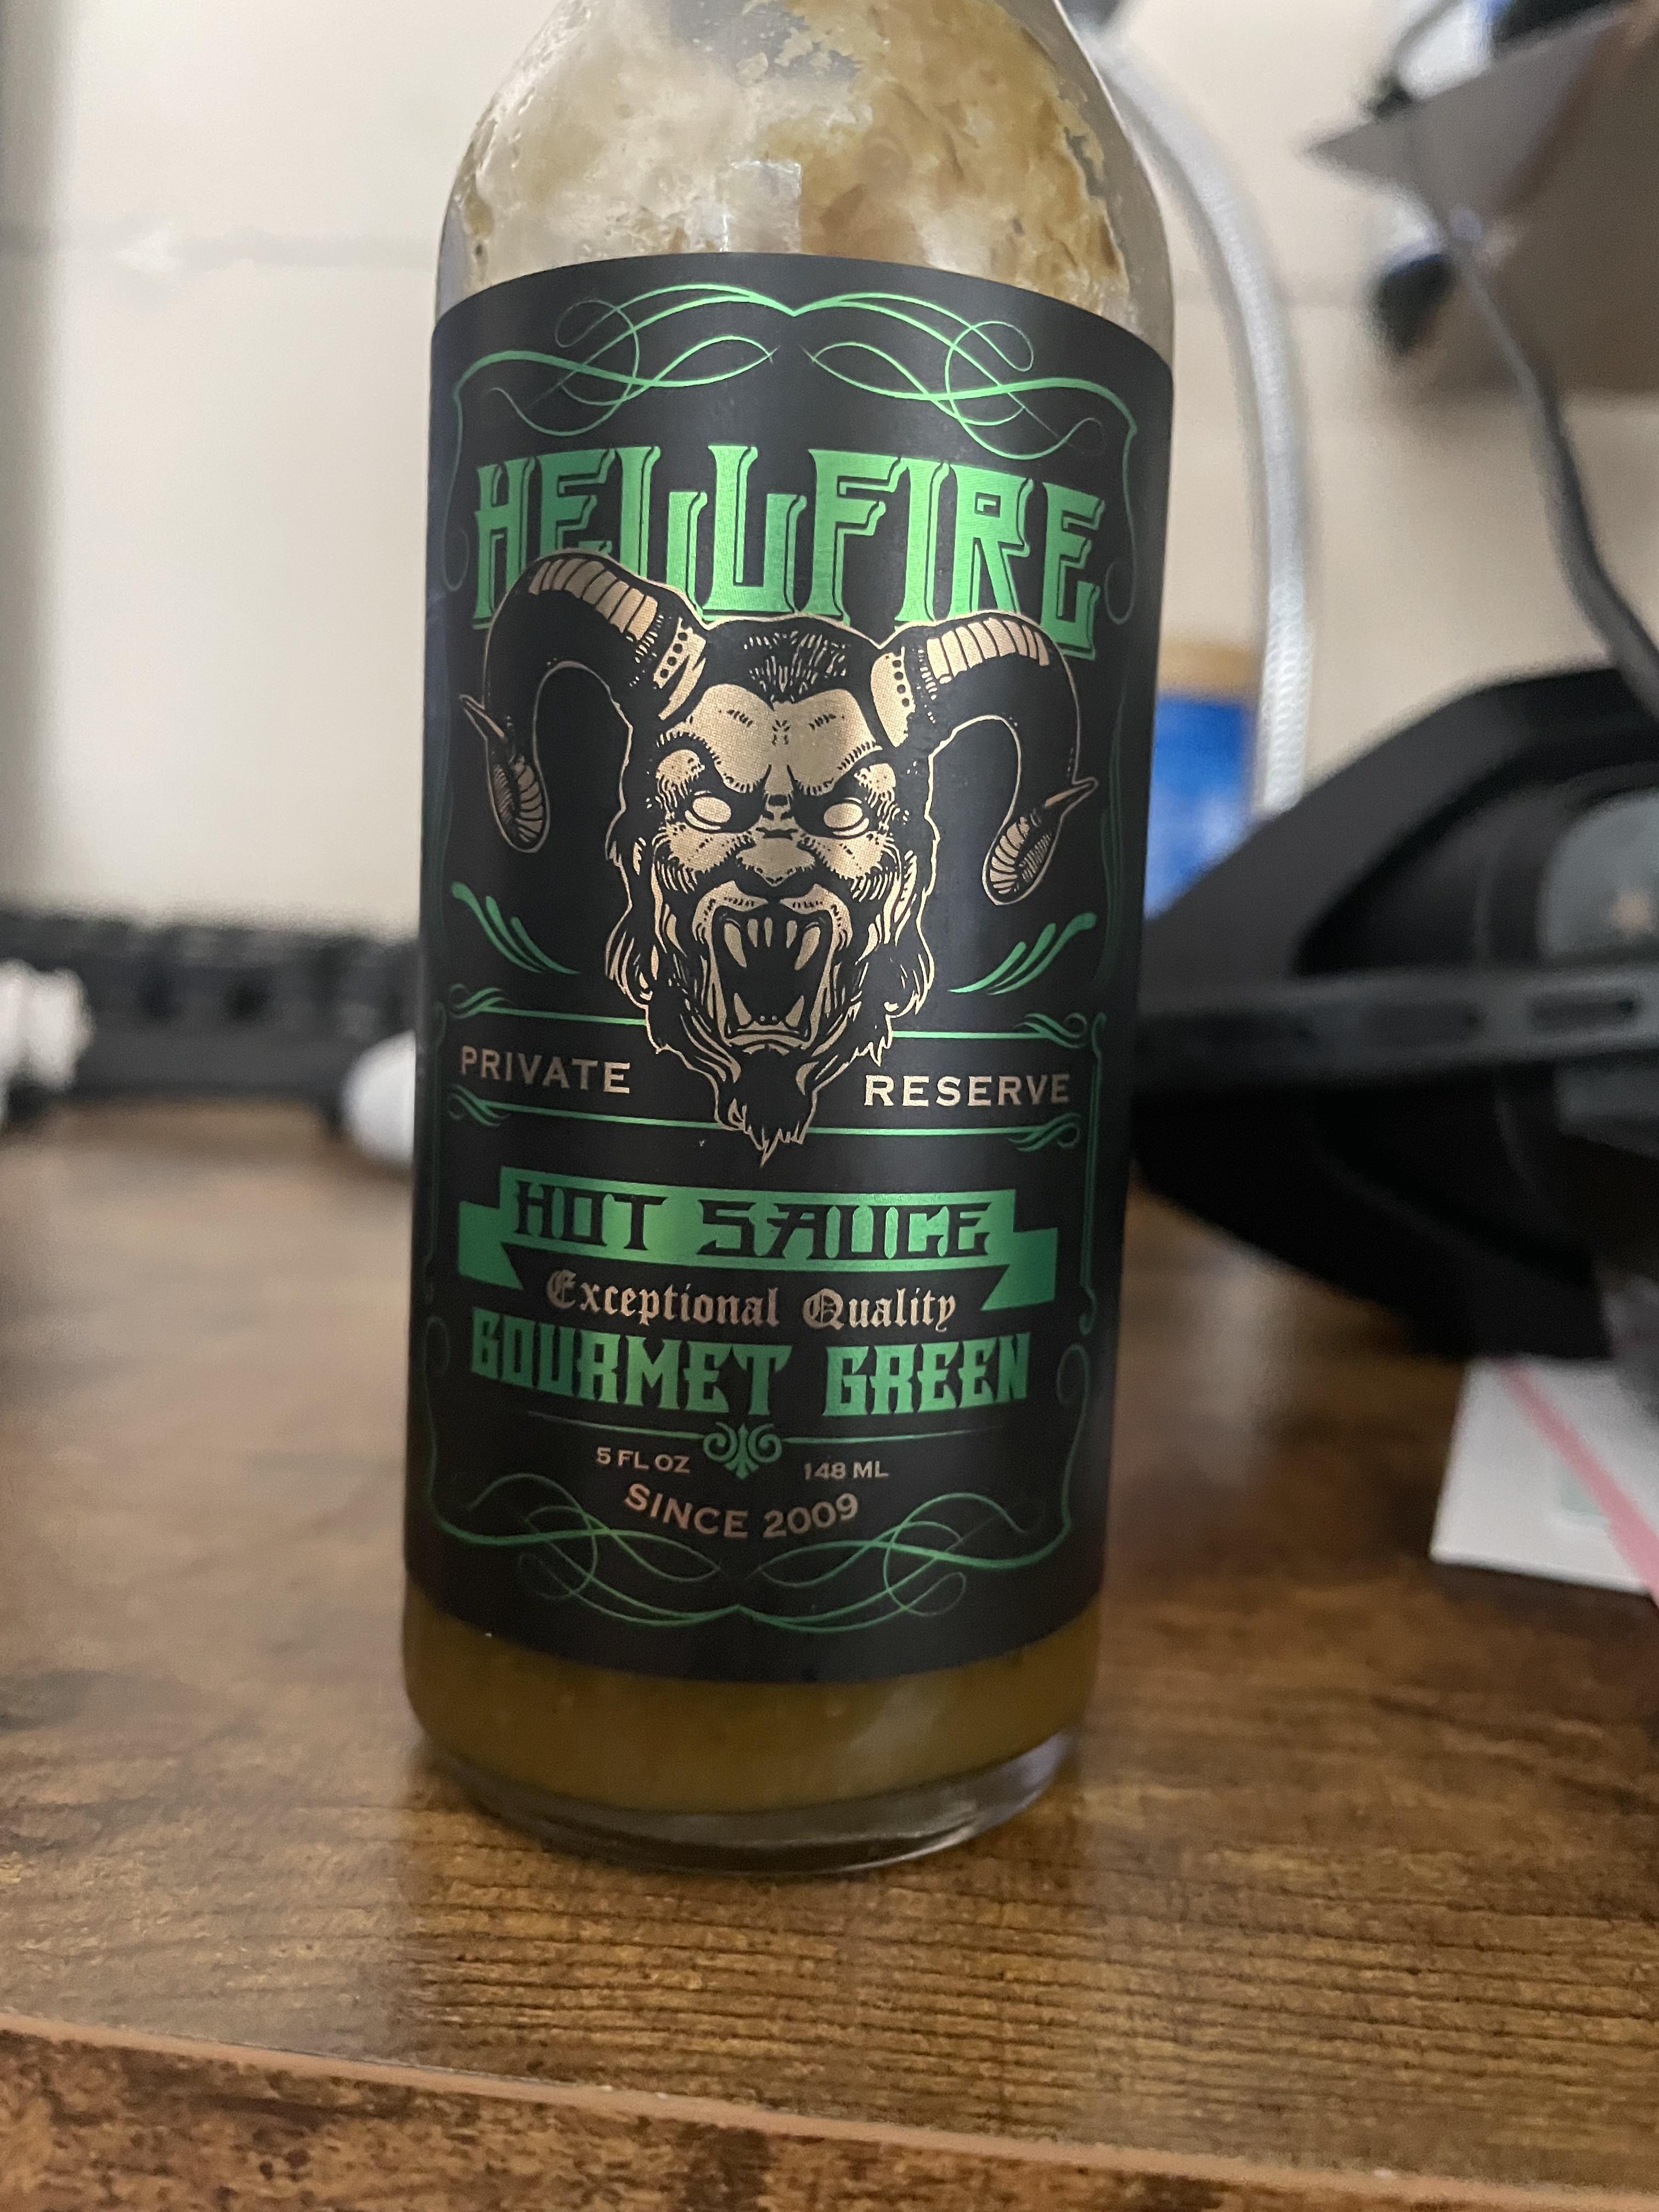 HELLFIRE
PRIVATE RESERVE
HOT SAUCE
Exceptional Quality
GOURMET GREEN
5 FL OZ 148 ML
SINCE 2009